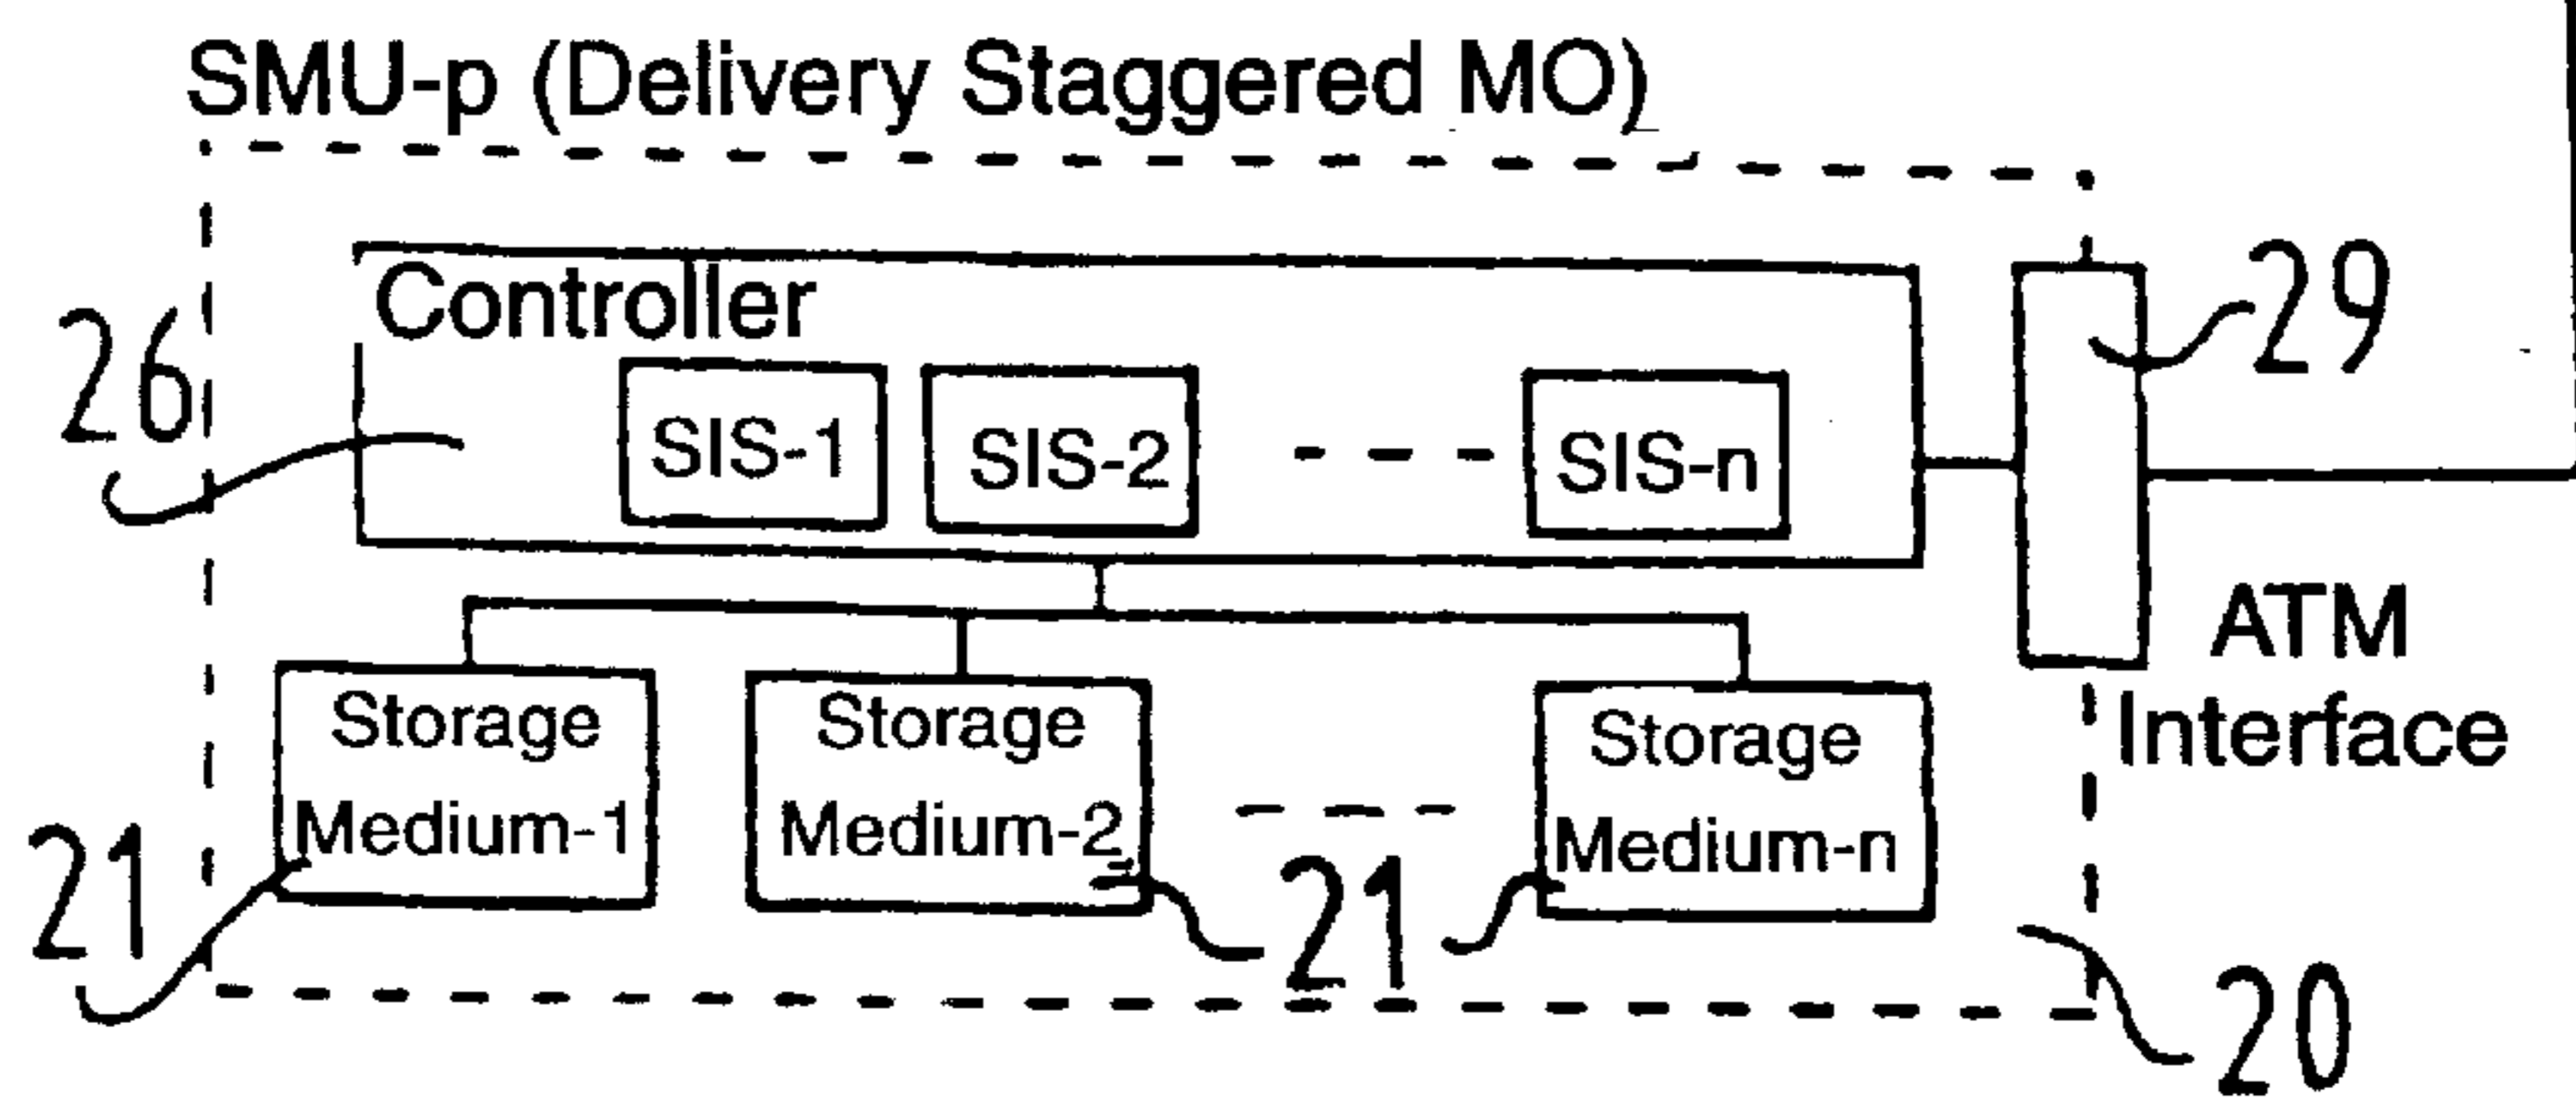 SMU-p (Delivery Staggered MO)
Controller
26
29
SIS-1 SIS-2 SIS-n
ATM
Interface
Storage
Medium-1
Storage
Medium-2
Storage
Medium-n
21
21
20